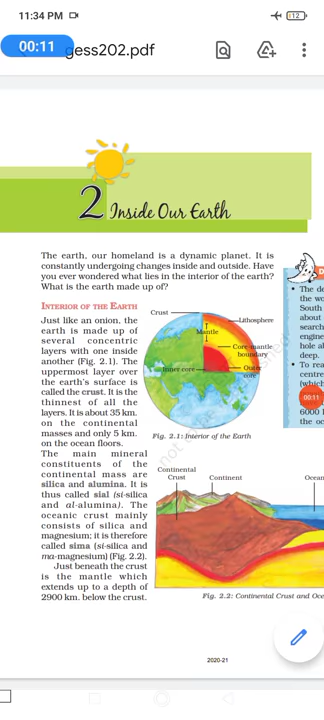 11:34 PM
12
00:11
gess202.pdf
2 Inside Our Earth
The earth, our homeland is a dynamic planet. It is
constantly undergoing changes inside and outside. Have
you ever wondered what lies in the interior of the earth?
What is the earth made up of?
INTERIOR OF THE EARTH
Just like an onion, the
earth is made up of
several concentric
layers with one inside
another (Fig. 2.1). The
uppermost layer over
the earth's surface is
called the crust. It is the
thinnest of all the
layers. It is about 35 km.
on the continental
masses and only 5 km.
on the ocean floors.
The main mineral
constituents of the
continental mass are
silica and alumina. It is
thus called sial (si-silica
and al-alumina). The
oceanic crust mainly
consists of silica and
magnesium; it is therefore
called sima (si-silica and
ma-magnesium) (Fig. 2.2).
Just beneath the crust
is the mantle which
extends up to a depth of
2900 km. below the crust.
Crust
Lithosphere
Mantle
Core-mantle
boundary
Inner core
Outer
core
Fig. 2.1: Interior of the Earth
Continental
Crust
Continent
Fig. 2.2: Continental Crust and
D
• The
the
South
about
search
engine
hole
deep.
• To
centre
(which
00:11
6000
the
not
2020-21